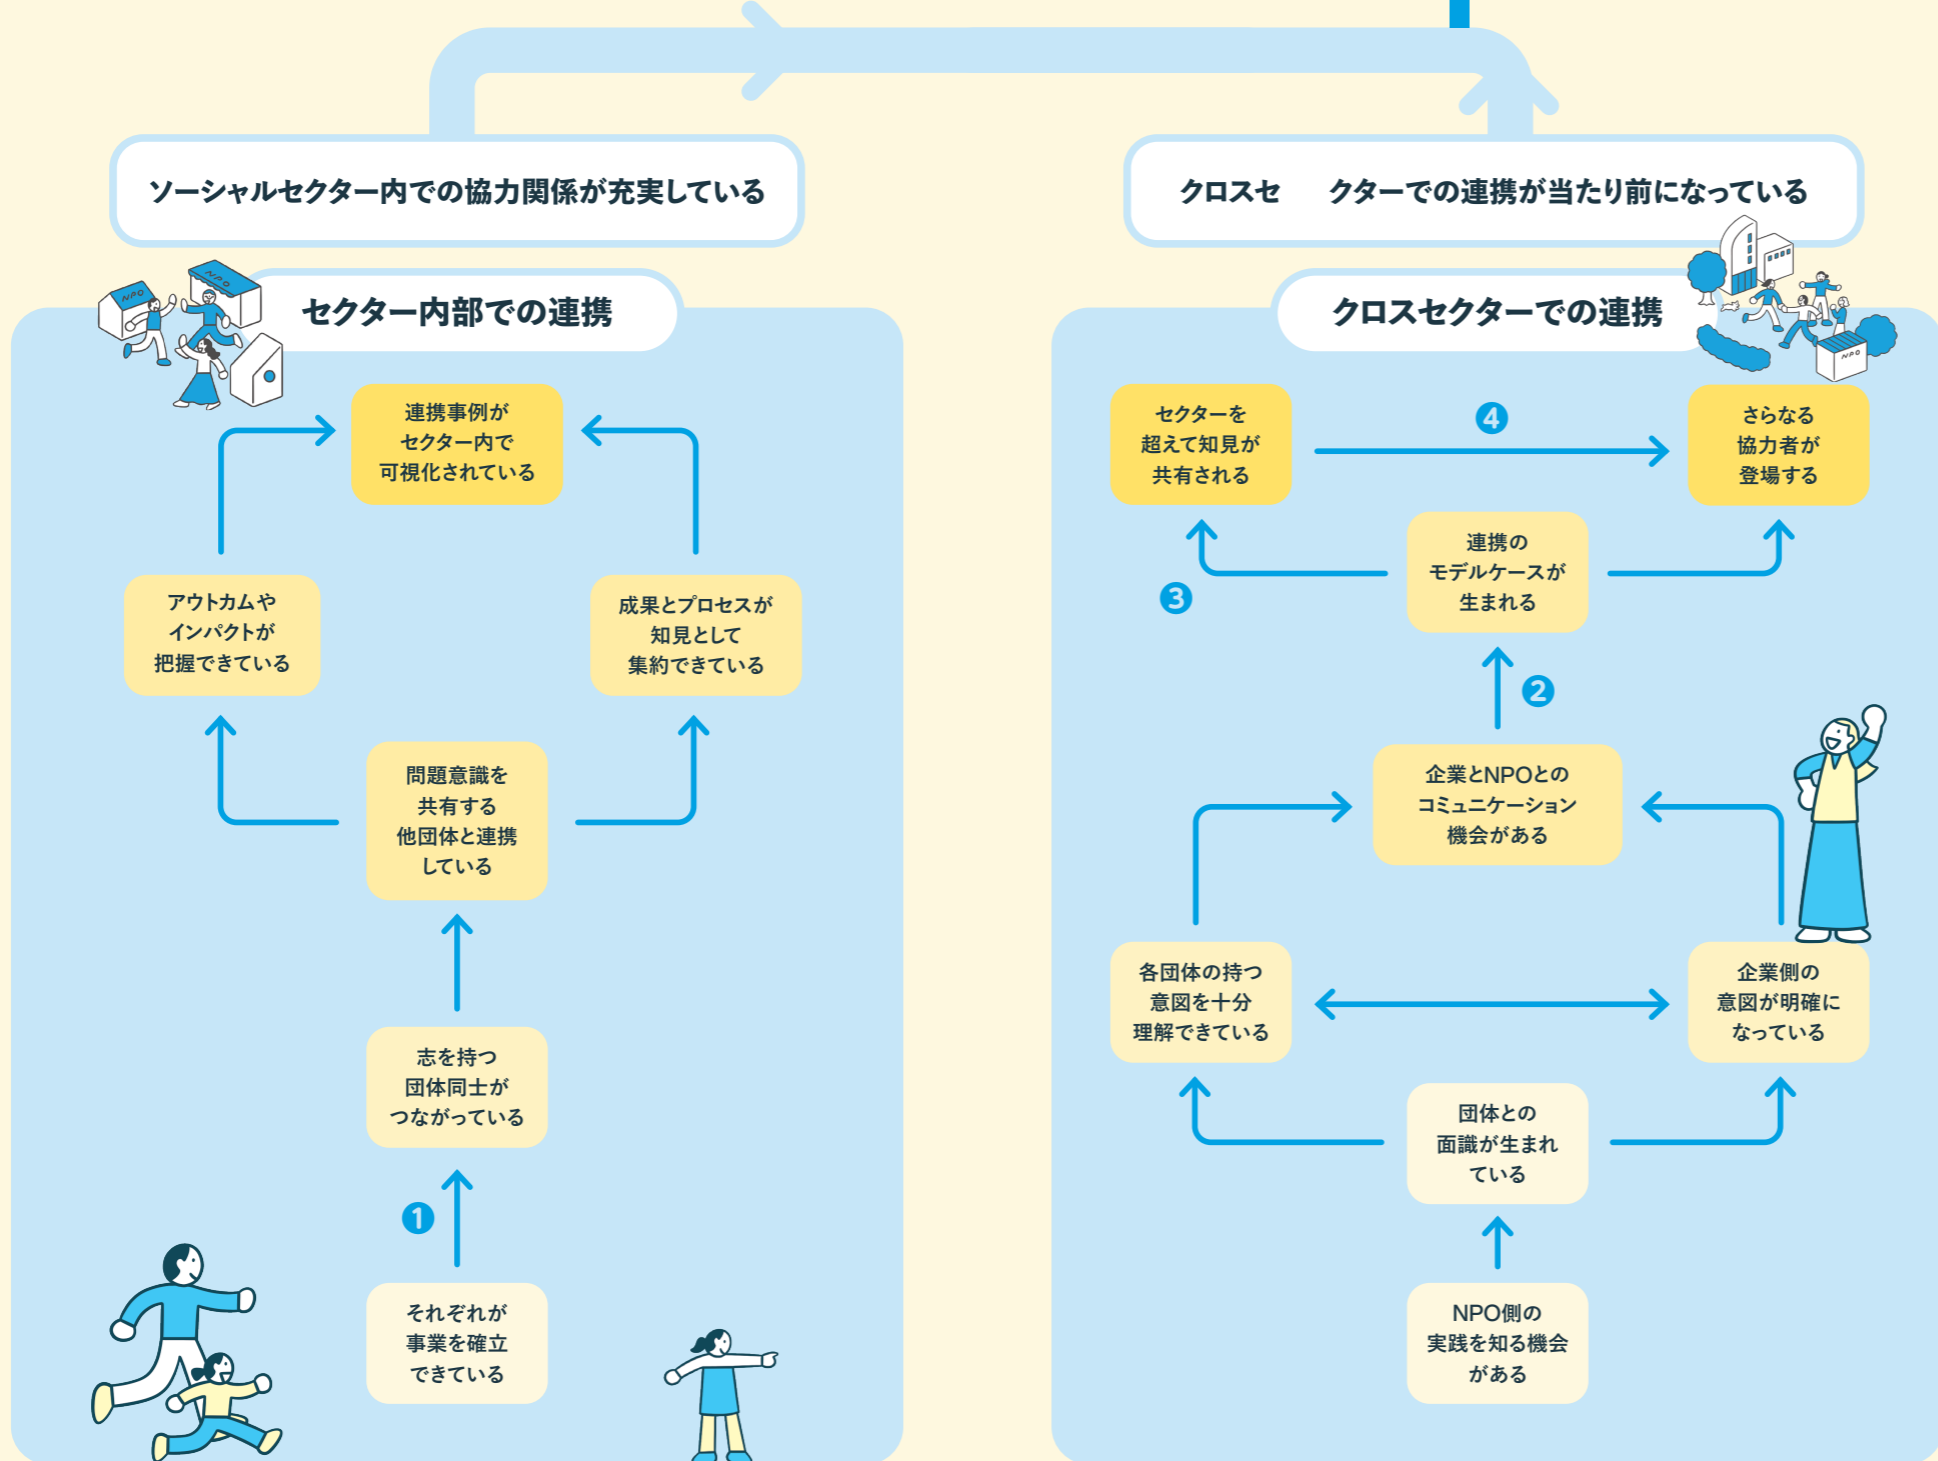 ソーシャルセクター内での協力関係が充実している
セクター内部での連携
NPO
NPO
連携事例が
セクター内で
可視化されている
アウトカムや
インパクトが
把握できている
成果とプロセスが
知見として
集約できている
問題意識を
共有する
他団体と連携
している
志を持つ
団体同士が
つながっている
1
それぞれが
事業を確立
できている
クロスセ クターでの連携が当たり前になっている
クロスセクターでの連携
NPO
セクターを
超えて知見が
共有される
4
さらなる
協力者が
登場する
連携の
モデルケースが
生まれる
3
2
企業とNPOとの
コミュニケーション
機会がある
各団体の持つ
意図を十分
理解できている
企業側の
意図が明確に
なっている
団体との
面識が生まれ
ている
NPO側の
実践を知る機会
がある